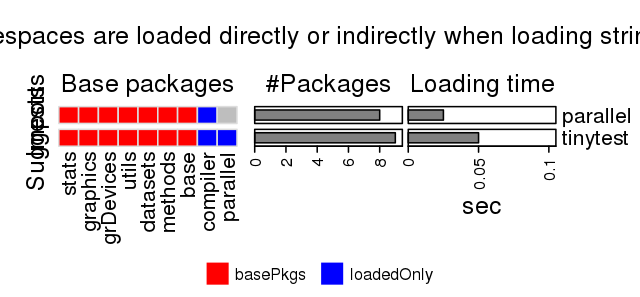 espaces are loaded directly or indirectly when loading strin
Base packages
#Packages
Loading time
parallel
tinytest
stats
graphics
grDevices
utils
datasets
methods
base
compiler
parallel
0 2 4 6 8
0 0.05 0.1
sec
basePkgs
loadedOnly